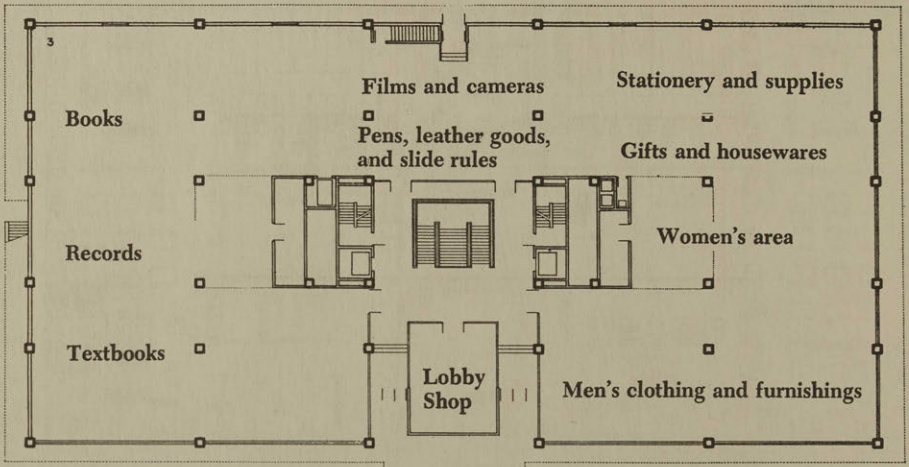 3
Films and cameras
Stationery and supplies
Books
Pens, leather goods,
and slide rules
Gifts and housewares
Women's area
Records
Textbooks
Lobby
Shop
Men's clothing and furnishings